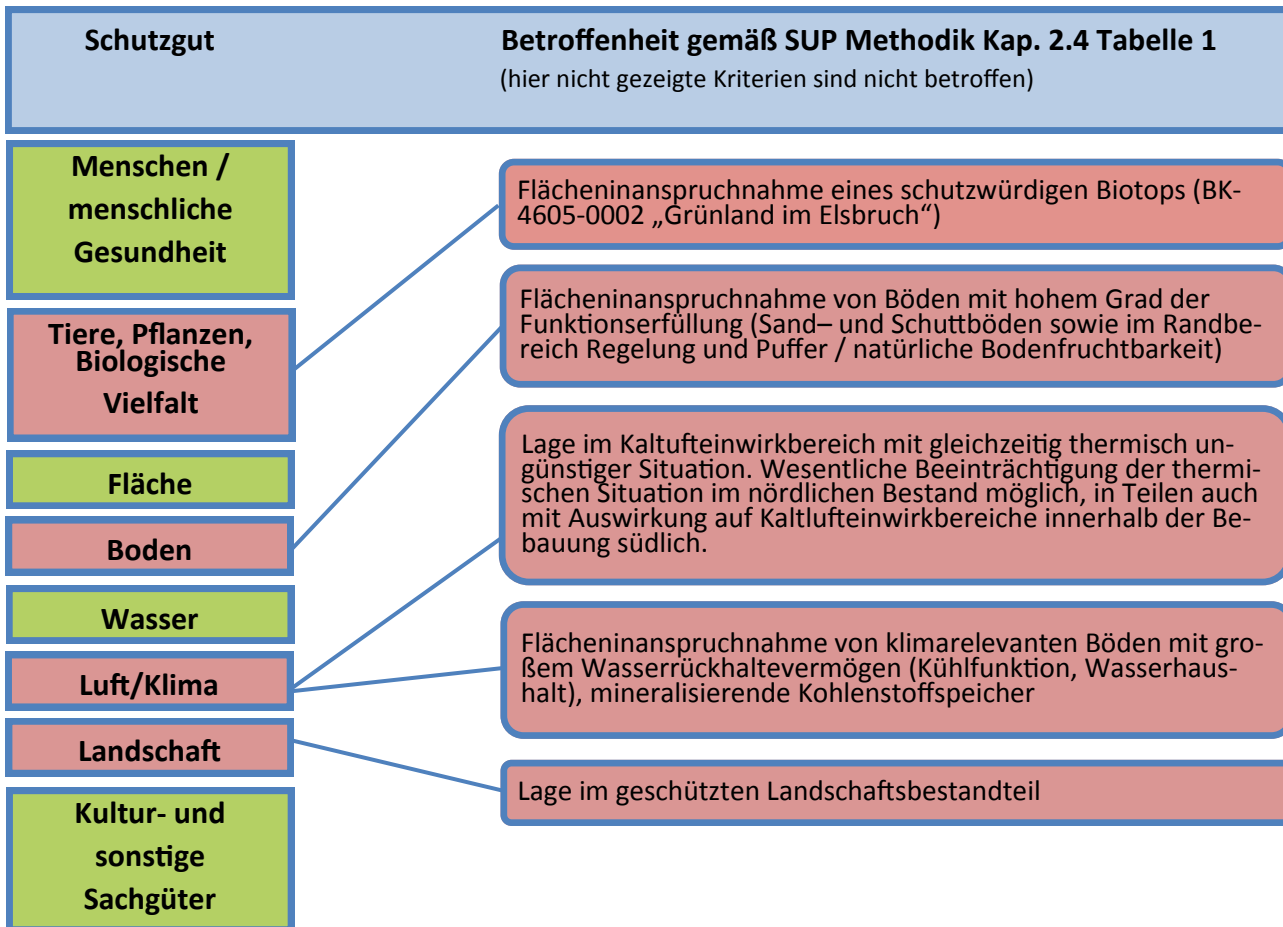 Schutzgut
Betroffenheit gemäß SUP Methodik Kap. 2.4 Tabelle 1
(hier nicht gezeigte Kriterien sind nicht betroffen)
Menschen /
menschliche
Gesundheit
Tiere, Pflanzen,
Biologische
Vielfalt
Fläche
Boden
Wasser
Luft/Klima
Landschaft
Kultur- und
sonstige
Sachgüter
Flächeninanspruchnahme eines schutzwürdigen Biotops (BK-
4605-0002 „Grünland im Elsbruch“)
Flächeninanspruchnahme von Böden mit hohem Grad der
Funktionserfüllung (Sand– und Schuttböden sowie im Randbe-
reich Regelung und Puffer / natürliche Bodenfruchtbarkeit)
Lage im Kaltufteinwirkbereich mit gleichzeitig thermisch un-
günstiger Situation. Wesentliche Beeinträchtigung der thermi-
schen Situation im nördlichen Bestand möglich, in Teilen auch
mit Auswirkung auf Kaltlufteinwirkbereiche innerhalb der Be-
bauung südlich.
Flächeninanspruchnahme von klimarelevanten Böden mit gro-
ßem Wasserrückhaltevermögen (Kühlfunktion, Wasserhaus-
halt), mineralisierende Kohlenstoffspeicher
Lage im geschützten Landschaftsbestandteil